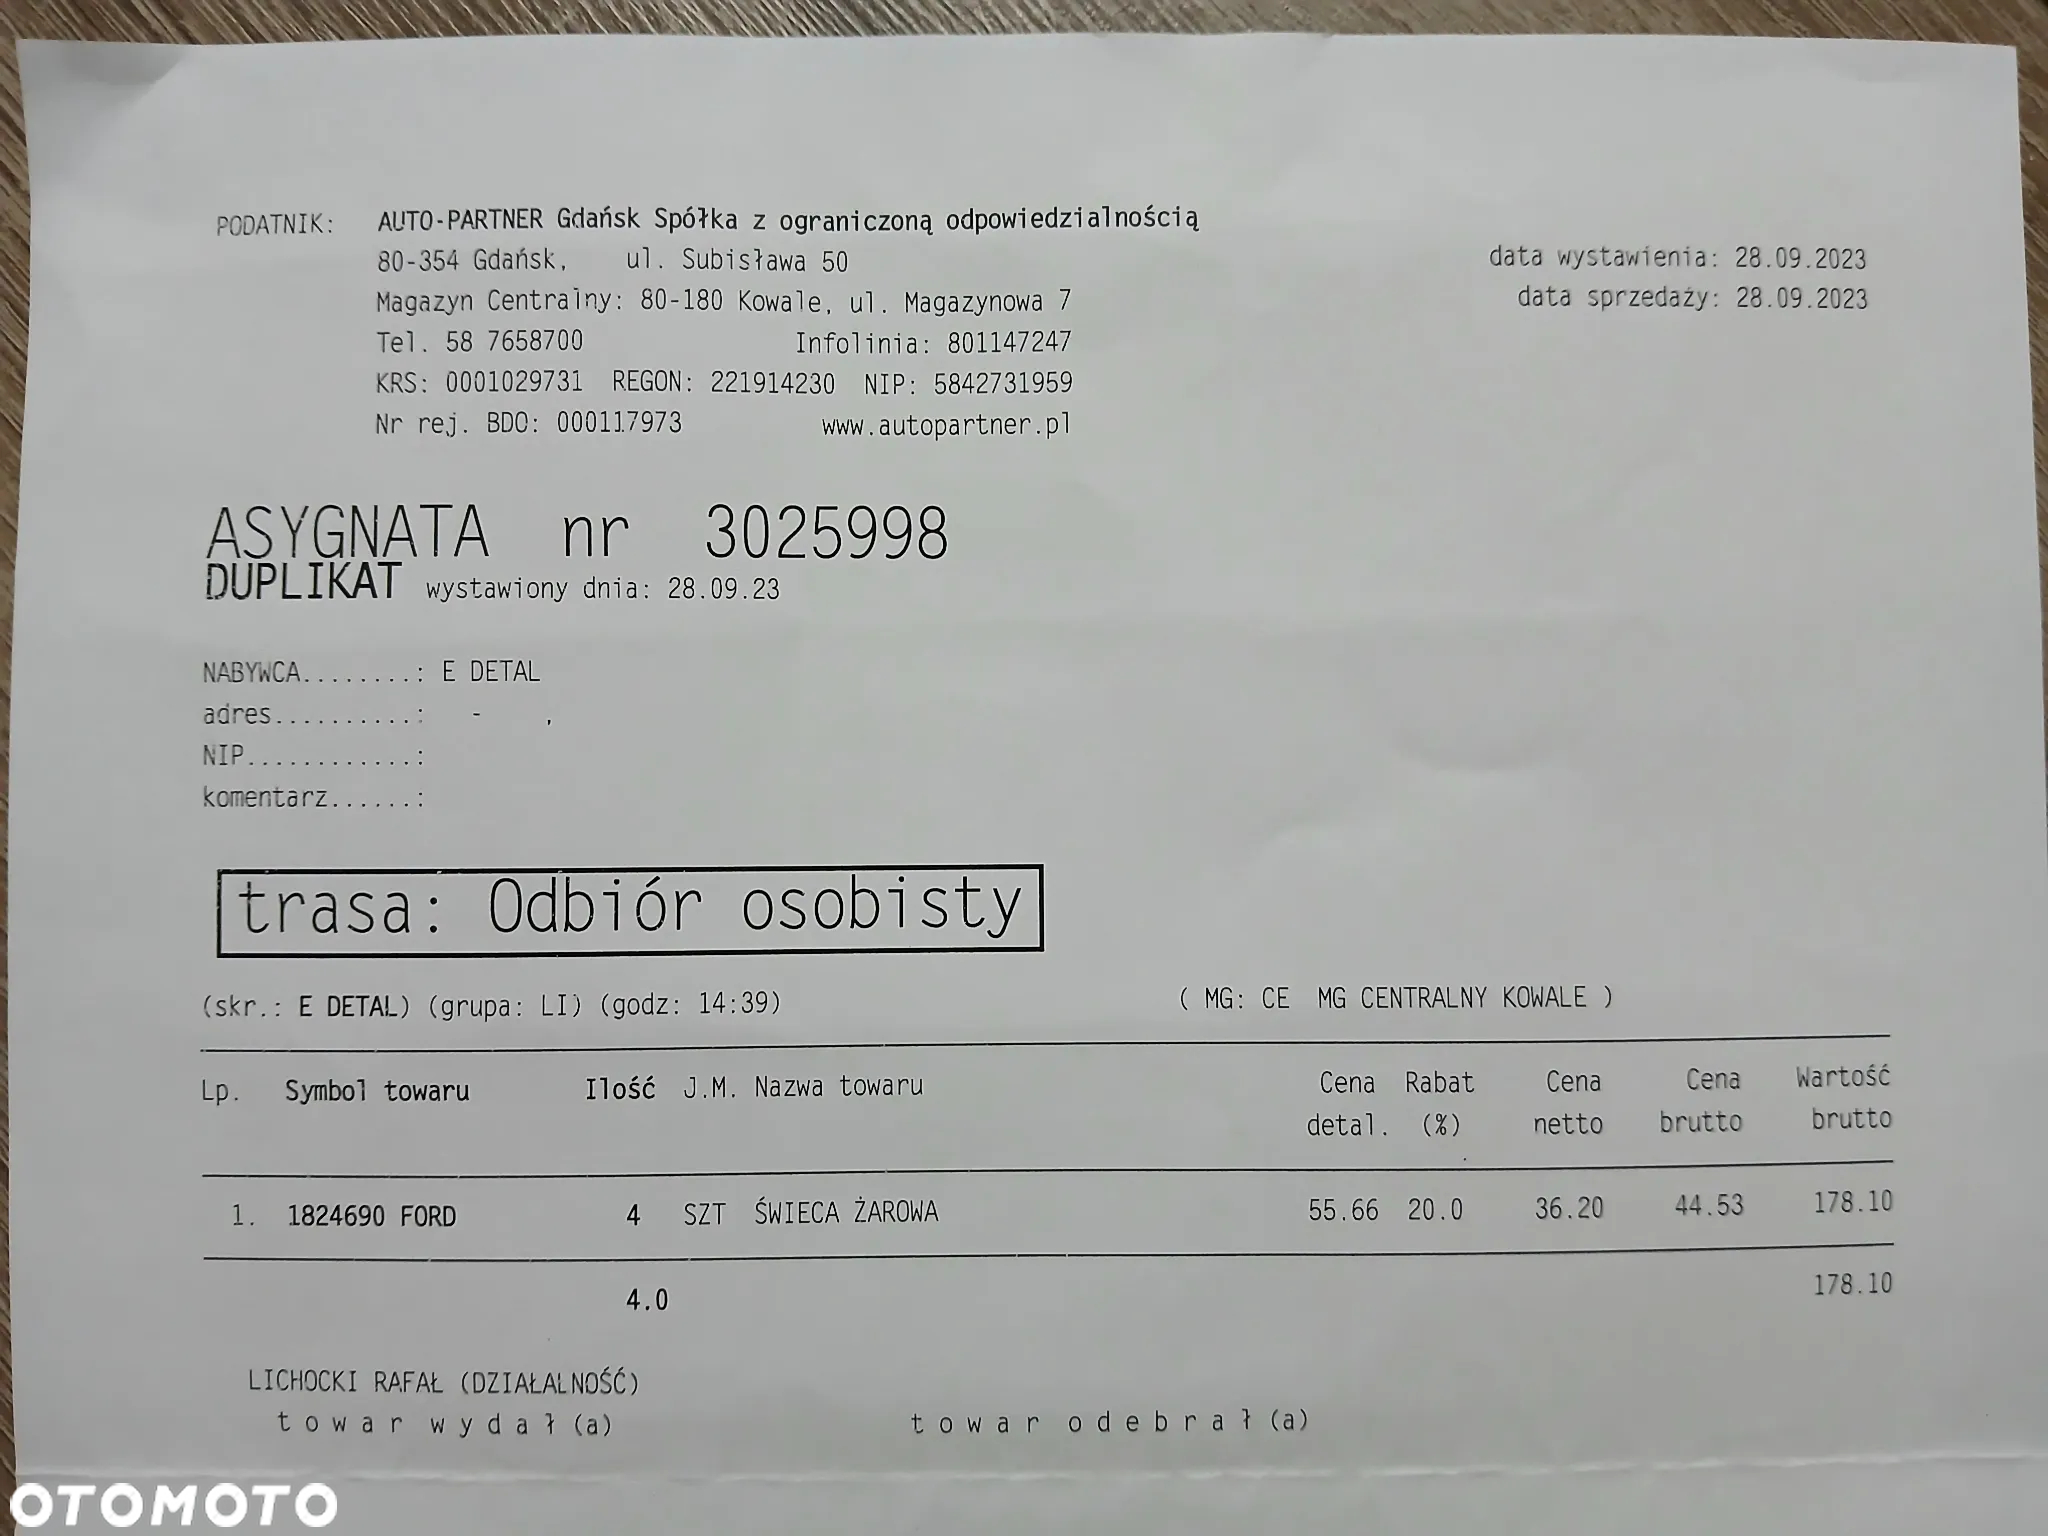 PODATNIK: AUTO-PARTNER Gdańsk Spółka z ograniczoną odpowiedzialnością
80-354 Gdańsk, ul. Subisława 50
data wystawienia: 28.09.2023
Magazyn Centralny: 80-180 Kowale, ul. Magazynowa 7
data sprzedaży: 28.09.2023
Tel. 58 7658700 Infolinia: 801147247
KRS: 0001029731 REGON: 221914230 NIP: 5842731959
Nr rej. BDO: 000117973 www.autopartner.pl
ASYGNATA nr 3025998
DUPLIKAT wystawiony dnia: 28.09.23
NABYWCA........: E DETAL
adres..........: - ,
NIP............:
komentarz......:
trasa: Odbiór osobisty
(skr.: E DETAL) (grupa: LI) (godz: 14:39) ( MG: CE MG CENTRALNY KOWALE )
Lp. Symbol towaru Ilość J.M. Nazwa towaru Cena Rabat Cena Cena Wartość
detal. (%) netto brutto brutto
1. 1824690 FORD 4 SZT ŚWIECA ŻAROWA 55.66 20.0 36.20 44.53 178.10
4.0 178.10
LICHOCKI RAFAŁ (DZIAŁALNOŚĆ)
towar wydał(a) towar odebrał(a)
OTOMOTO